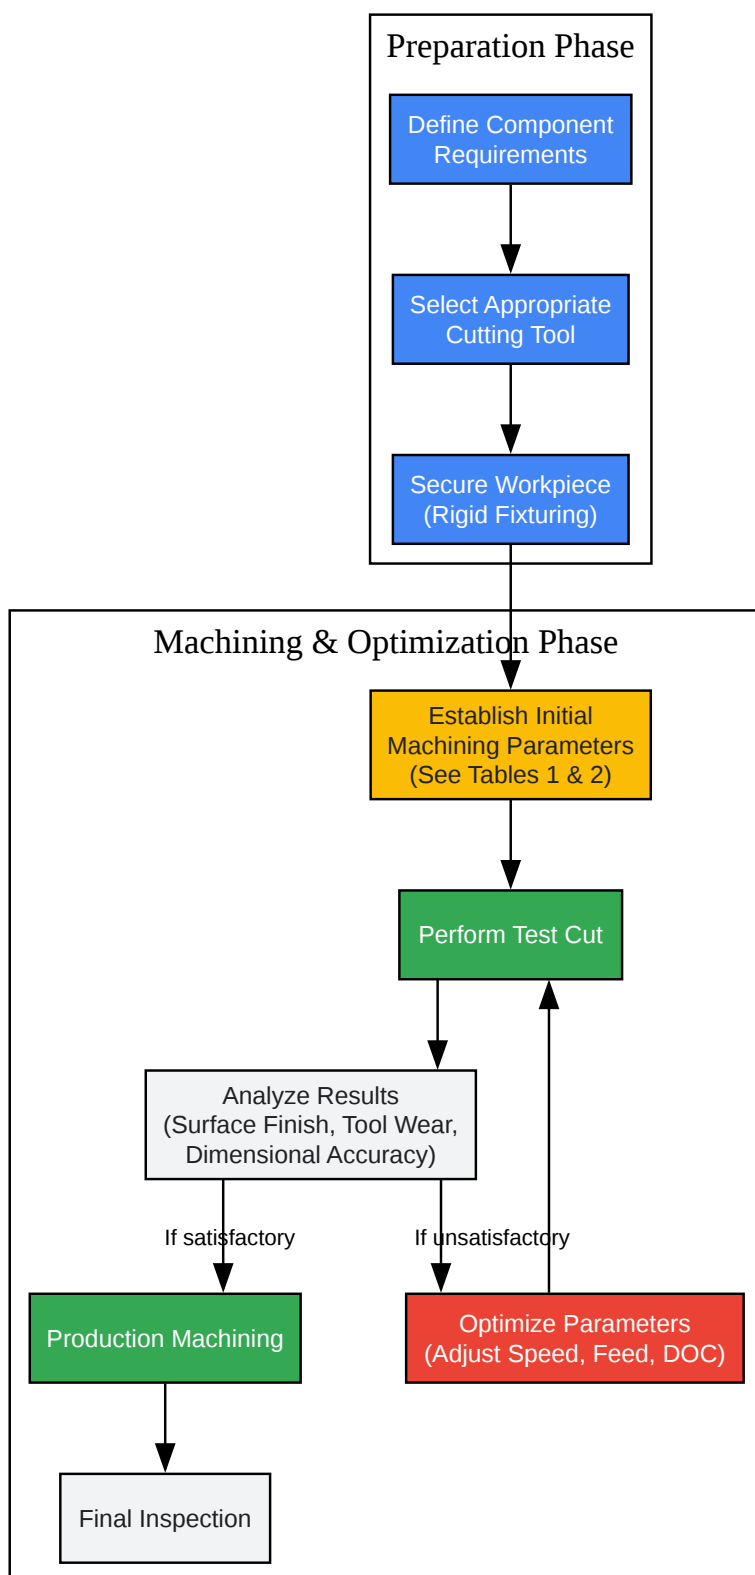 Preparation Phase
Define Component
Requirements
Select Appropriate
Cutting Tool
Secure Workpiece
(Rigid Fixturing)
Machining & Optimization Phase
Establish Initial
Machining Parameters
(See Tables 1 & 2)
Perform Test Cut
Analyze Results
(Surface Finish, Tool Wear,
Dimensional Accuracy)
If satisfactory
If unsatisfactory
Production Machining
Optimize Parameters
(Adjust Speed, Feed, DOC)
Final Inspection